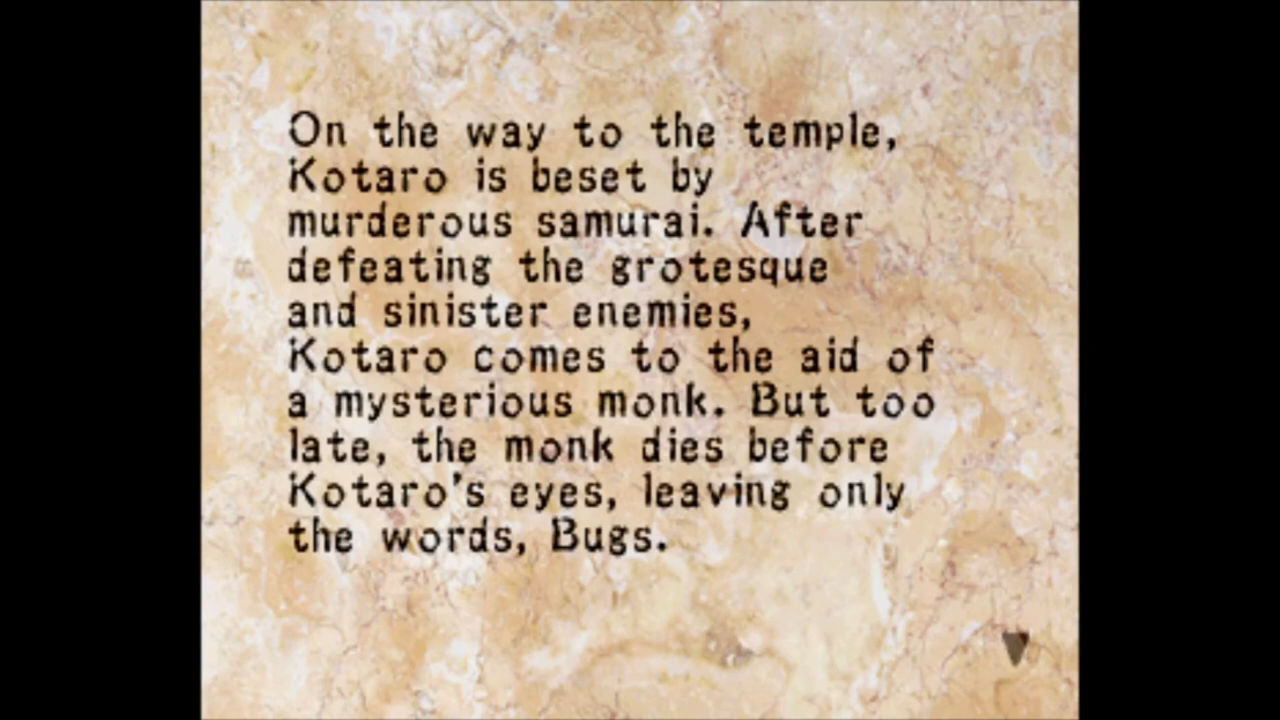 On the way to the temple,
Kotaro is beset by
murderous samurai. After
defeating the grotesque
and sinister enemies,
Kotaro comes to the aid of
a mysterious monk. But too
late, the monk dies before
Kotaro's eyes, leaving only
the words, Bugs.